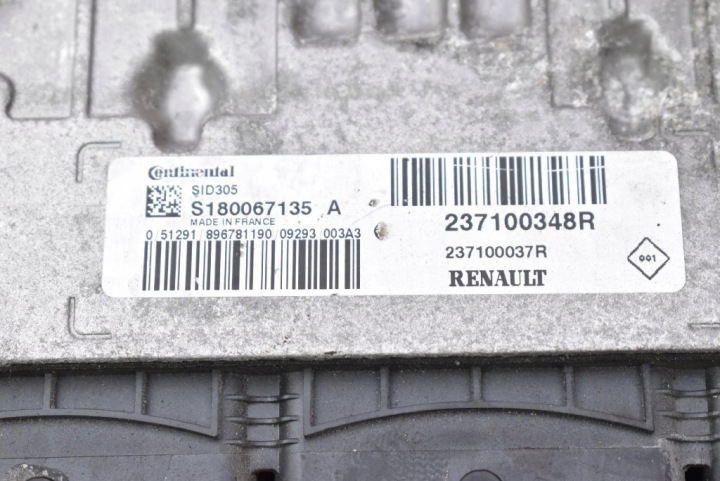 Continental
SID305
S180067135 A
MADE IN FRANCE
0/51291/896781190/09293/003A3
237100348R
237100037R
RENAULT
001